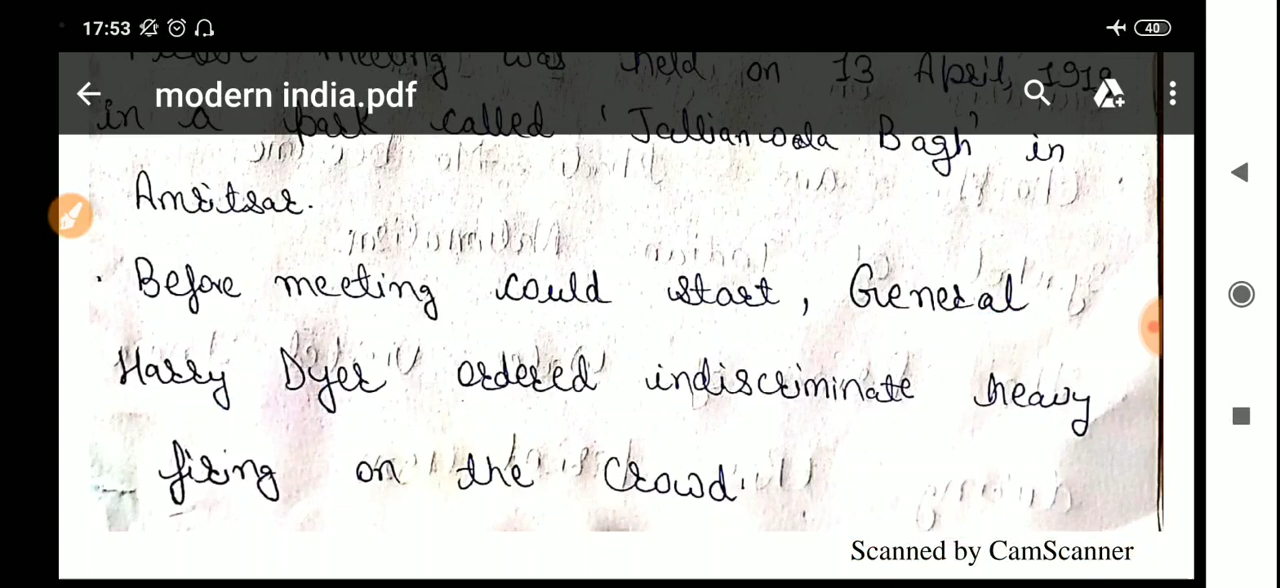 17:53
40
meeting was held on 13 April, 1919
modern india.pdf
in a park called 'Jallianwala Bagh' in
Amritsar.
. Before meeting could start, General
Harry Dyer ordered indiscriminate heavy
firing on the Crowd.
Scanned by CamScanner